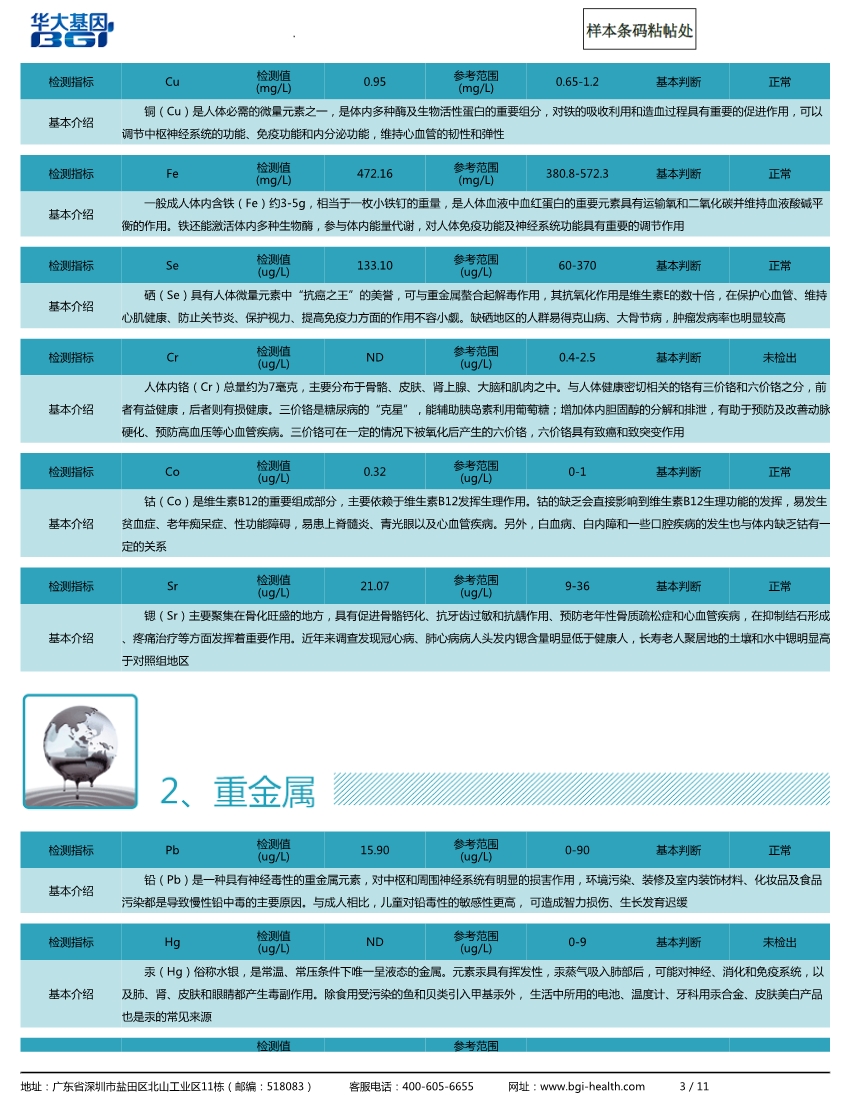 华大基因
BGI
样本条码粘帖处
检测指标 Cu 检测值 (mg/L) 0.95 参考范围 (mg/L) 0.65-1.2 基本判断 正常
基本介绍
铜（Cu）是人体必需的微量元素之一，是体内多种酶及生物活性蛋白的重要组分，对铁的吸收利用和造血过程具有重要的促进作用，可以
调节中枢神经系统的功能、免疫功能和内分泌功能，维持心血管的韧性和弹性
检测指标 Fe 检测值 (mg/L) 472.16 参考范围 (mg/L) 380.8-572.3 基本判断 正常
基本介绍
一般成人体内含铁（Fe）约3-5g，相当于一枚小铁钉的重量，是人体血液中血红蛋白的重要元素具有运输氧和二氧化碳并维持血液酸碱平
衡的作用。铁还能激活体内多种生物酶，参与体内能量代谢，对人体免疫功能及神经系统功能具有重要的调节作用
检测指标 Se 检测值 (ug/L) 133.10 参考范围 (ug/L) 60-370 基本判断 正常
基本介绍
硒（Se）具有人体微量元素中“抗癌之王”的美誉，可与重金属螯合起解毒作用，其抗氧化作用是维生素E的数十倍，在保护心血管、维持
心肌健康、防止关节炎、保护视力、提高免疫力方面的作用不容小觑。缺硒地区的人群易得克山病、大骨节病，肿瘤发病率也明显较高
检测指标 Cr 检测值 (ug/L) ND 参考范围 (ug/L) 0.4-2.5 基本判断 未检出
基本介绍
人体内铬（Cr）总量约为7毫克，主要分布于骨骼、皮肤、肾上腺、大脑和肌肉之中。与人体健康密切相关的铬有三价铬和六价铬之分，前
者有益健康，后者则有损健康。三价铬是糖尿病的“克星”，能辅助胰岛素利用葡萄糖；增加体内胆固醇的分解和排泄，有助于预防及改善动脉
硬化、预防高血压等心血管疾病。三价铬可在一定的情况下被氧化后产生的六价铬，六价铬具有致癌和致突变作用
检测指标 Co 检测值 (ug/L) 0.32 参考范围 (ug/L) 0-1 基本判断 正常
基本介绍
钴（Co）是维生素B12的重要组成部分，主要依赖于维生素B12发挥生理作用。钴的缺乏会直接影响到维生素B12生理功能的发挥，易发生
贫血症、老年痴呆症、性功能障碍，易患上脊髓炎、青光眼以及心血管疾病。另外，白血病、白内障和一些口腔疾病的发生也与体内缺乏钴有一
定的关系
检测指标 Sr 检测值 (ug/L) 21.07 参考范围 (ug/L) 9-36 基本判断 正常
基本介绍
锶（Sr）主要聚集在骨化旺盛的地方，具有促进骨骼钙化、抗牙齿过敏和抗龋作用、预防老年性骨质疏松症和心血管疾病，在抑制结石形成
、疼痛治疗等方面发挥着重要作用。近年来调查发现冠心病、肺心病病人头发内锶含量明显低于健康人，长寿老人聚居地的土壤和水中锶明显高
于对照组地区
2、重金属
检测指标 Pb 检测值 (ug/L) 15.90 参考范围 (ug/L) 0-90 基本判断 正常
基本介绍
铅（Pb）是一种具有神经毒性的重金属元素，对中枢和周围神经系统有明显的损害作用，环境污染、装修及室内装饰材料、化妆品及食品
污染都是导致慢性铅中毒的主要原因。与成人相比，儿童对铅毒性的敏感性更高， 可造成智力损伤、生长发育迟缓
检测指标 Hg 检测值 (ug/L) ND 参考范围 (ug/L) 0-9 基本判断 未检出
基本介绍
汞（Hg）俗称水银，是常温、常压条件下唯一呈液态的金属。元素汞具有挥发性，汞蒸气吸入肺部后，可能对神经、消化和免疫系统，以
及肺、肾、皮肤和眼睛都产生毒副作用。除食用受污染的鱼和贝类引入甲基汞外， 生活中所用的电池、温度计、牙科用汞合金、皮肤美白产品
也是汞的常见来源
检测值 参考范围
地址：广东省深圳市盐田区北山工业区11栋（邮编：518083） 客服电话：400-605-6655 网址：www.bgi-health.com 3 / 11